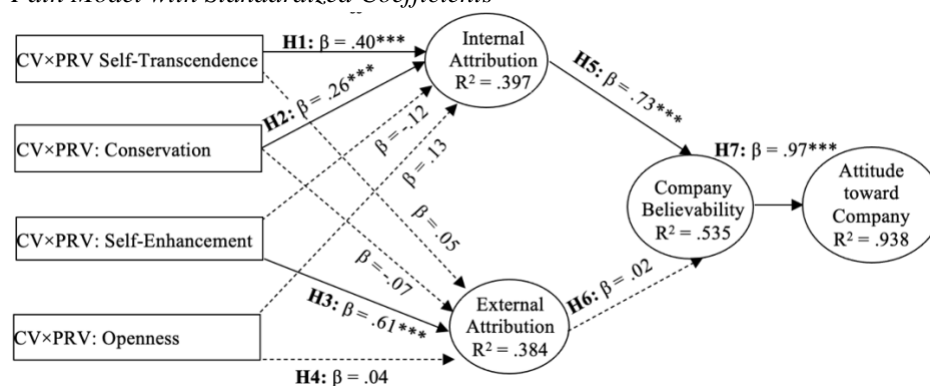 Path Model with Standardized Coefficients
CV×PRV Self-Transcendence
CV×PRV: Conservation
CV×PRV: Self-Enhancement
CV×PRV: Openness
H1: β = .40***
H2: β = .26***
β = -.12
β = .13
β = .05
β = -.07
H3: β = .61***
H4: β = .04
Internal
Attribution
R² = .397
External
Attribution
R² = .384
H5: β = .73***
H6: β = .02
Company
Believability
R² = .535
H7: β = .97***
Attitude
toward
Company
R² = .938